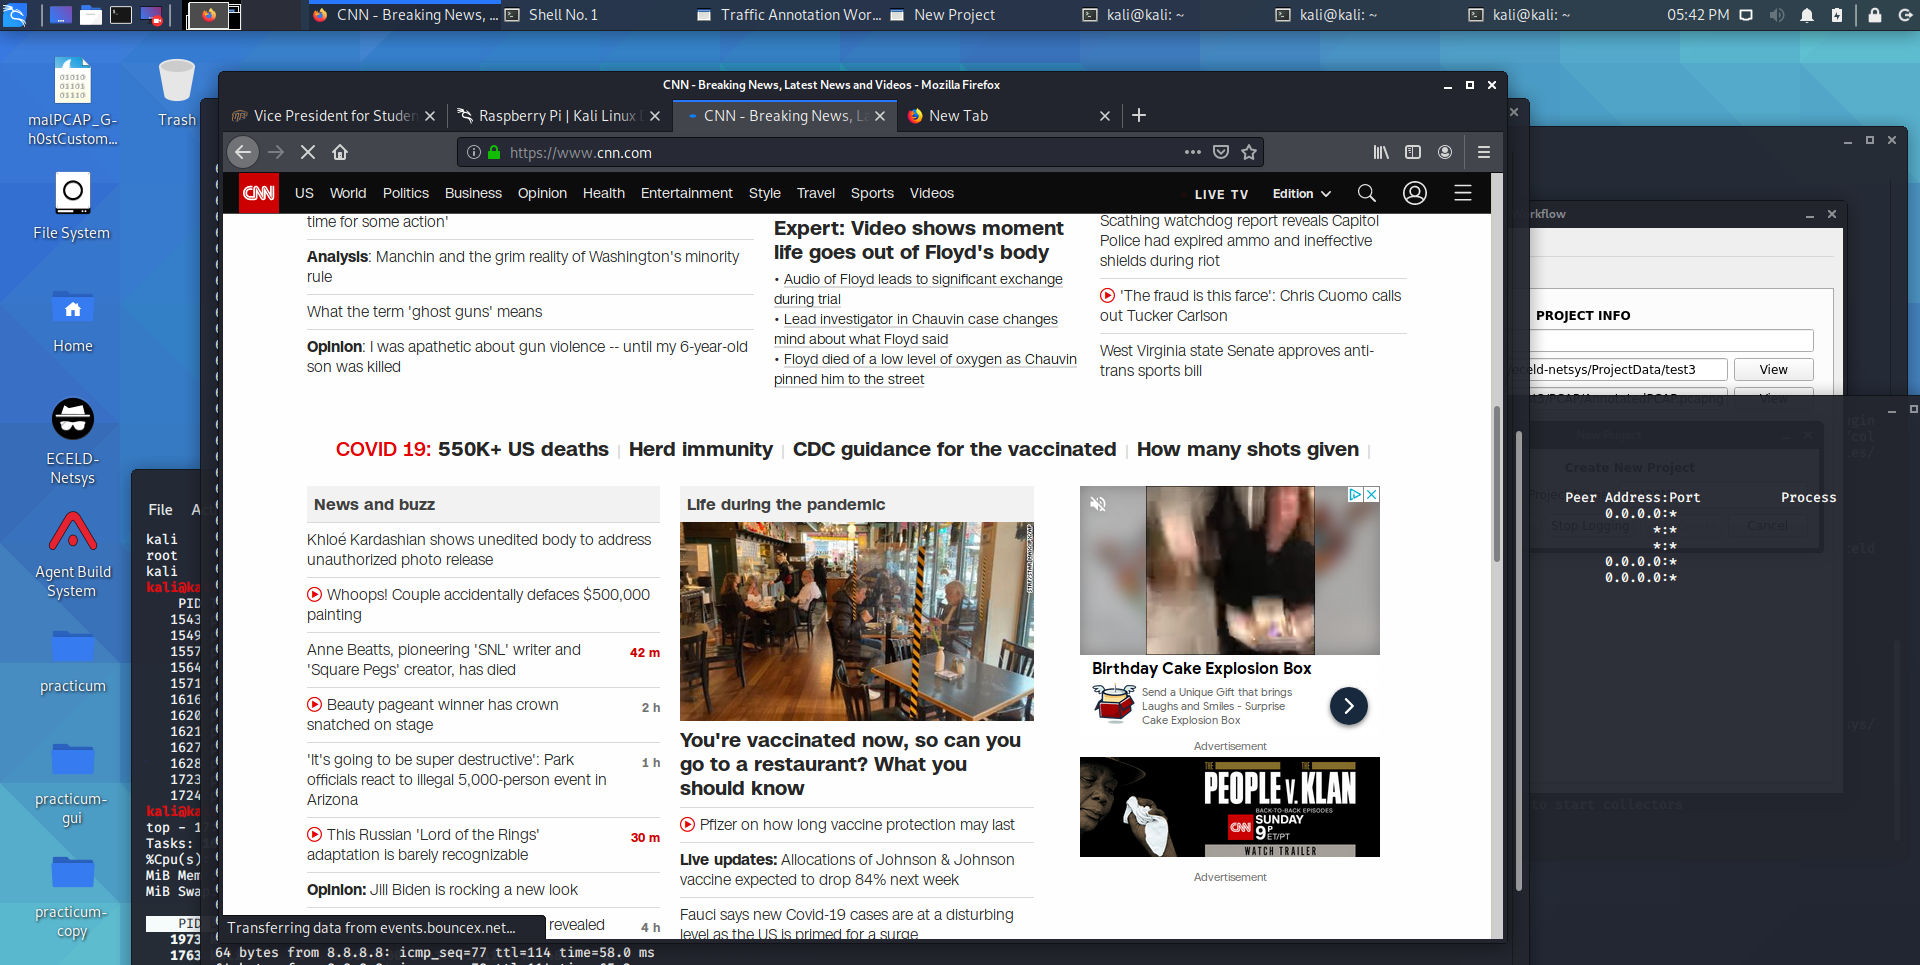 CNN - Breaking News, ...
Shell No. 1
Traffic Annotation Wor...
New Project
kali@kali: ~
kali@kali: ~
kali@kali: ~
05:42 PM
malPCAP_G-
h0stCustom...
Trash
File System
Home
ECELD-
Netsys
Agent Build
System
practicum
practicum-
gui
practicum-
copy
CNN - Breaking News, Latest News and Videos - Mozilla Firefox
Vice President for Studen
Raspberry Pi | Kali Linux
CNN - Breaking News, La
New Tab
https://www.cnn.com
CNN
US World Politics Business Opinion Health Entertainment Style Travel Sports Videos
LIVE TV
Edition
time for some action'
Analysis: Manchin and the grim reality of Washington's minority
rule
What the term 'ghost guns' means
Opinion: I was apathetic about gun violence -- until my 6-year-old
son was killed
Expert: Video shows moment
life goes out of Floyd's body
• Audio of Floyd leads to significant exchange
during trial
• Lead investigator in Chauvin case changes
mind about what Floyd said
• Floyd died of a low level of oxygen as Chauvin
pinned him to the street
Scathing watchdog report reveals Capitol
Police had expired ammo and ineffective
shields during riot
'The fraud is this farce': Chris Cuomo calls
out Tucker Carlson
West Virginia state Senate approves anti-
trans sports bill
COVID 19: 550K+ US deaths | Herd immunity | CDC guidance for the vaccinated | How many shots given |
News and buzz
Khloé Kardashian shows unedited body to address
unauthorized photo release
Whoops! Couple accidentally defaces $500,000
painting
Anne Beatts, pioneering 'SNL' writer and
'Square Pegs' creator, has died
42 m
Beauty pageant winner has crown
snatched on stage
2 h
'It's going to be super destructive': Park
officials react to illegal 5,000-person event in
Arizona
1 h
This Russian 'Lord of the Rings'
adaptation is barely recognizable
30 m
Opinion: Jill Biden is rocking a new look
revealed
4 h
Transferring data from events.bouncex.net...
Life during the pandemic
You're vaccinated now, so can you
go to a restaurant? What you
should know
Pfizer on how long vaccine protection may last
Live updates: Allocations of Johnson & Johnson
vaccine expected to drop 84% next week
Fauci says new Covid-19 cases are at a disturbing
level as the US is primed for a surge
Birthday Cake Explosion Box
Send a Unique Gift that brings
Laughs and Smiles - Surprise
Cake Explosion Box
Advertisement
THE THE
PEOPLE V. KLAN
BACK-TO-BACK EPISODES
CNN SUNDAY
9P
ET/PT
WATCH TRAILER
Advertisement
orkflow
PROJECT INFO
eceld-netsys/ProjectData/test3
View
View
Create New Project
Stop Logging
Cancel
Peer Address:Port Process
0.0.0.0:*
*:*
*:*
0.0.0.0:*
0.0.0.0:*
to start collectors
File
A
kali
root
kali
kali@ka
PID
1543
1549
1557
1564
1571
1616
1620
1621
1627
1628
1723
1724
kali@ka
top - 1
Tasks:
%Cpu(s)
MiB Mem
MiB Swa
PID
1973
1763
64 bytes from 8.8.8.8: icmp_seq=77 ttl=114 time=58.0 ms